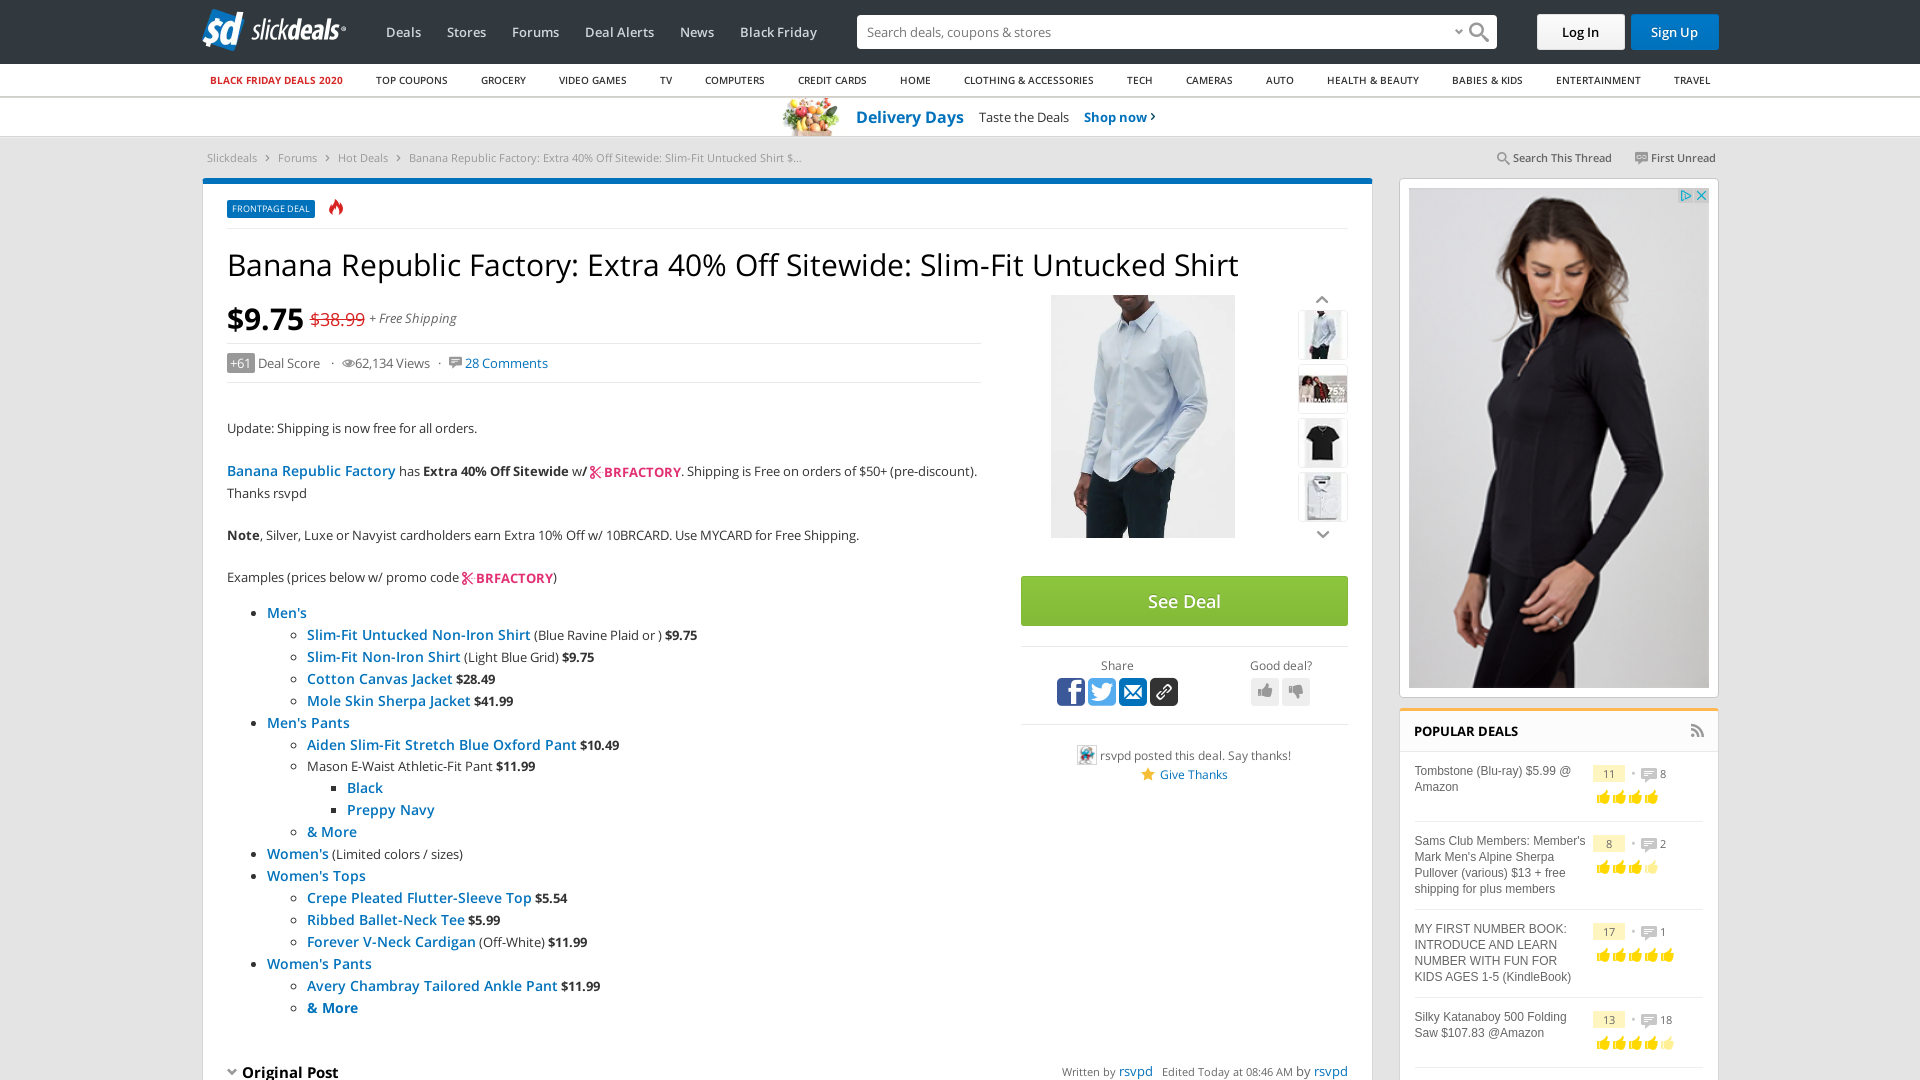 slickdeals
Deals
Stores
Forums
Deal Alerts
News
Black Friday
Search deals, coupons & stores
Log In
Sign Up
BLACK FRIDAY DEALS 2020
TOP COUPONS
GROCERY
VIDEO GAMES
TV
COMPUTERS
CREDIT CARDS
HOME
CLOTHING & ACCESSORIES
TECH
CAMERAS
AUTO
HEALTH & BEAUTY
BABIES & KIDS
ENTERTAINMENT
TRAVEL
Delivery Days Taste the Deals Shop now ›
Slickdeals › Forums › Hot Deals › Banana Republic Factory: Extra 40% Off Sitewide: Slim-Fit Untucked Shirt $...
Search This Thread
First Unread
FRONTPAGE DEAL
Banana Republic Factory: Extra 40% Off Sitewide: Slim-Fit Untucked Shirt
$9.75 $38.99 + Free Shipping
+61 Deal Score · 62,134 Views · 28 Comments
Update: Shipping is now free for all orders.
Banana Republic Factory has Extra 40% Off Sitewide w/ BRFACTORY. Shipping is Free on orders of $50+ (pre-discount).
Thanks rsvpd
Note, Silver, Luxe or Navyist cardholders earn Extra 10% Off w/ 10BRCARD. Use MYCARD for Free Shipping.
Examples (prices below w/ promo code BRFACTORY)
Men's
Slim-Fit Untucked Non-Iron Shirt (Blue Ravine Plaid or ) $9.75
Slim-Fit Non-Iron Shirt (Light Blue Grid) $9.75
Cotton Canvas Jacket $28.49
Mole Skin Sherpa Jacket $41.99
Men's Pants
Aiden Slim-Fit Stretch Blue Oxford Pant $10.49
Mason E-Waist Athletic-Fit Pant $11.99
Black
Preppy Navy
& More
Women's (Limited colors / sizes)
Women's Tops
Crepe Pleated Flutter-Sleeve Top $5.54
Ribbed Ballet-Neck Tee $5.99
Forever V-Neck Cardigan (Off-White) $11.99
Women's Pants
Avery Chambray Tailored Ankle Pant $11.99
& More
Original Post
Written by rsvpd Edited Today at 08:46 AM by rsvpd
See Deal
Share
Good deal?
rsvpd posted this deal. Say thanks!
Give Thanks
POPULAR DEALS
Tombstone (Blu-ray) $5.99 @
Amazon
11 • 8
Sams Club Members: Member's
Mark Men's Alpine Sherpa
Pullover (various) $13 + free
shipping for plus members
8 • 2
MY FIRST NUMBER BOOK:
INTRODUCE AND LEARN
NUMBER WITH FUN FOR
KIDS AGES 1-5 (KindleBook)
17 • 1
Silky Katanaboy 500 Folding
Saw $107.83 @Amazon
13 • 18